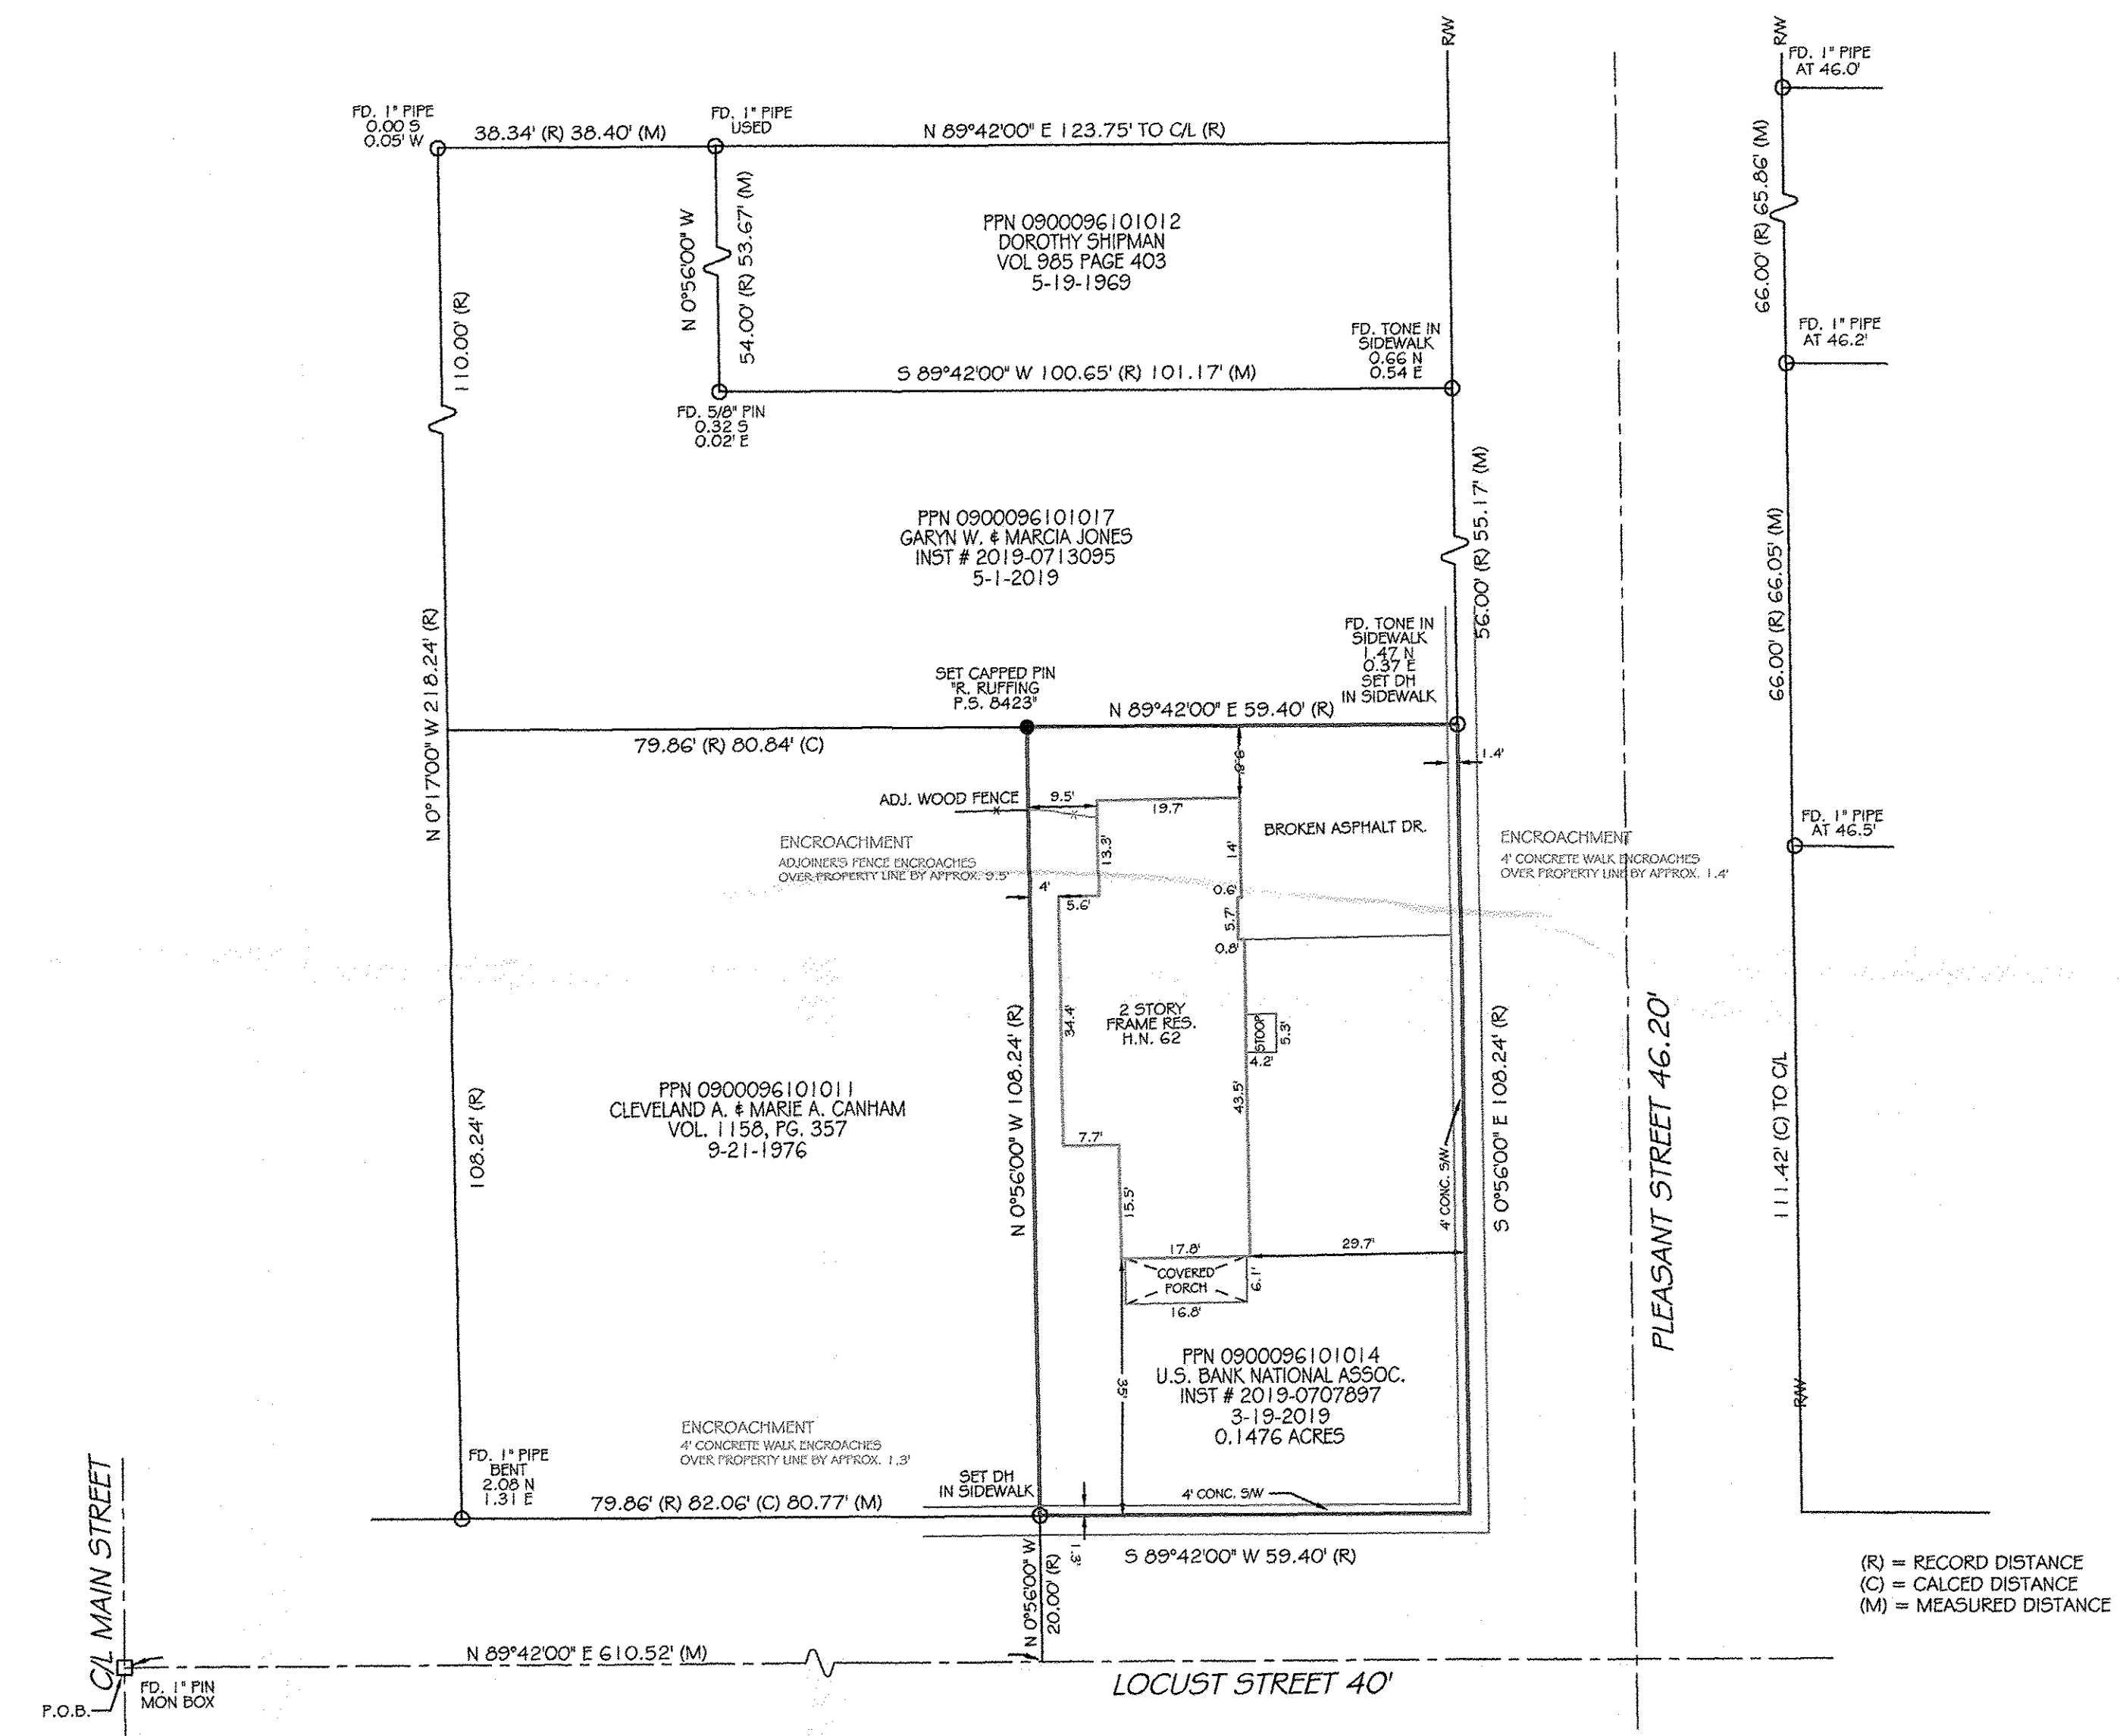 R/W
R/W
FD. 1" PIPE
AT 46.0'
FD. 1" PIPE
0.00 S
0.05' W
38.34' (R) 38.40' (M)
FD. 1" PIPE
USED
N 89°42'00" E 123.75' TO C/L (R)
66.00' (R) 65.86' (M)
N 0°56'00" W
54.00' (R) 53.67' (M)
PPN 0900096101012
DOROTHY SHIPMAN
VOL 985 PAGE 403
5-19-1969
110.00' (R)
FD. TONE IN
SIDEWALK
0.66 N
0.54 E
FD. 1" PIPE
AT 46.2'
S 89°42'00" W 100.65' (R) 101.17' (M)
FD. 5/8" PIN
0.32 S
0.02' E
56.00' (R) 55.17' (M)
PPN 0900096101017
GARYN W. & MARCIA JONES
INST # 2019-0713095
5-1-2019
66.00' (R) 66.05' (M)
N 0°17'00" W 218.24' (R)
FD. TONE IN
SIDEWALK
1.47 N
0.37 E
SET DH
IN SIDEWALK
SET CAPPED PIN
"R. RUFFING
P.S. 8423"
N 89°42'00" E 59.40' (R)
79.86' (R) 80.84' (C)
1.4'
ADJ. WOOD FENCE
9.5'
19.7'
BROKEN ASPHALT DR.
FD. 1" PIPE
AT 46.5'
ENCROACHMENT
ADJOINER'S FENCE ENCROACHES
OVER PROPERTY LINE BY APPROX. 9.5'
13.3'
14'
ENCROACHMENT
4' CONCRETE WALK ENCROACHES
OVER PROPERTY LINE BY APPROX. 1.4'
4'
5.6'
0.6'
5.7'
0.8'
2 STORY
FRAME RES.
H.N. 62
34.4'
STOOP
5.3'
4.2'
43.5'
N 0°56'00" W 108.24' (R)
S 0°56'00" E 108.24' (R)
PLEASANT STREET 46.20'
111.42' (C) TO C/L
PPN 0900096101011
CLEVELAND A. & MARIE A. CANHAM
VOL. 1158, PG. 357
9-21-1976
108.24' (R)
7.7'
15.5'
4' CONC. S/W
17.8'
29.7'
COVERED
PORCH
6.1'
16.8'
35'
PPN 0900096101014
U.S. BANK NATIONAL ASSOC.
INST # 2019-0707897
3-19-2019
0.1476 ACRES
R/W
ENCROACHMENT
4' CONCRETE WALK ENCROACHES
OVER PROPERTY LINE BY APPROX. 1.3'
FD. 1" PIPE
BENT
2.08 N
1.31 E
SET DH
IN SIDEWALK
4' CONC. S/W
79.86' (R) 82.06' (C) 80.77' (M)
1.3'
S 89°42'00" W 59.40' (R)
N 0°56'00" W
20.00' (R)
C/L MAIN STREET
(R) = RECORD DISTANCE
(C) = CALCED DISTANCE
(M) = MEASURED DISTANCE
N 89°42'00" E 610.52' (M)
LOCUST STREET 40'
FD. 1" PIN
MON BOX
P.O.B.